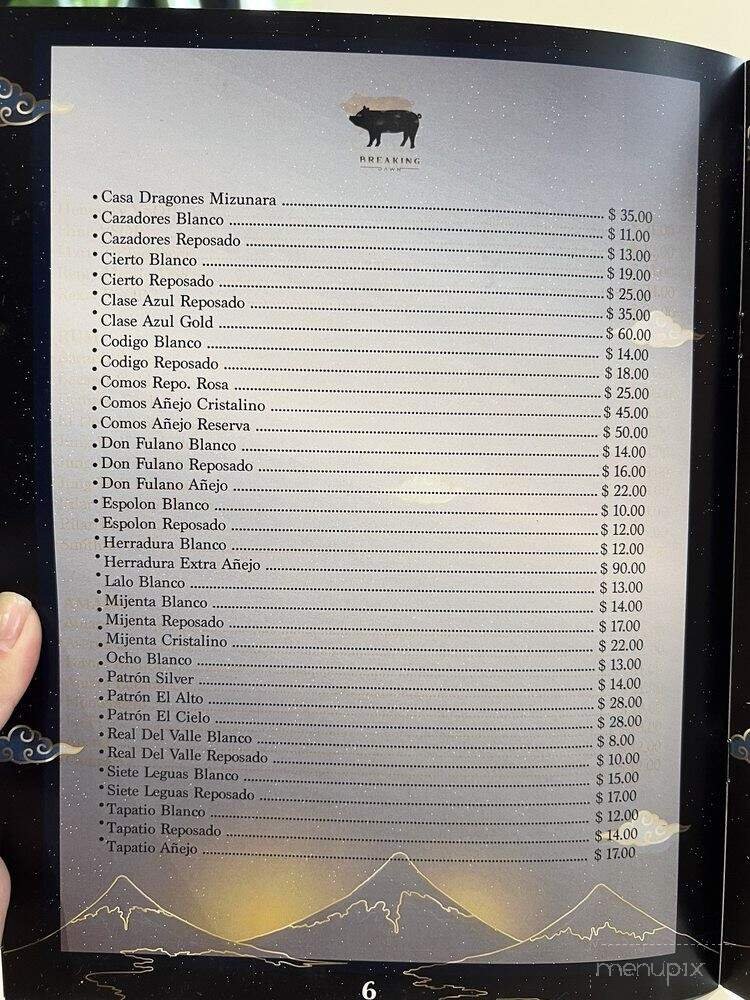 BREAKING
DAWN
• Casa Dragones Mizunara ........ $ 35.00
• Cazadores Blanco ........ $ 11.00
• Cazadores Reposado ........ $ 13.00
• Cierto Blanco ........ $ 19.00
• Cierto Reposado ........ $ 25.00
• Clase Azul Reposado ........ $ 35.00
• Clase Azul Gold ........ $ 60.00
• Codigo Blanco ........ $ 14.00
• Codigo Reposado ........ $ 18.00
• Comos Repo. Rosa ........ $ 25.00
• Comos Añejo Cristalino ........ $ 45.00
• Comos Añejo Reserva ........ $ 50.00
• Don Fulano Blanco ........ $ 14.00
• Don Fulano Reposado ........ $ 16.00
• Don Fulano Añejo ........ $ 22.00
• Espolon Blanco ........ $ 10.00
• Espolon Reposado ........ $ 12.00
• Herradura Blanco ........ $ 12.00
• Herradura Extra Añejo ........ $ 90.00
• Lalo Blanco ........ $ 13.00
• Mijenta Blanco ........ $ 14.00
• Mijenta Reposado ........ $ 17.00
• Mijenta Cristalino ........ $ 22.00
• Ocho Blanco ........ $ 13.00
• Patrón Silver ........ $ 14.00
• Patrón El Alto ........ $ 28.00
• Patrón El Cielo ........ $ 28.00
• Real Del Valle Blanco ........ $ 8.00
• Real Del Valle Reposado ........ $ 10.00
• Siete Leguas Blanco ........ $ 15.00
• Siete Leguas Reposado ........ $ 17.00
• Tapatio Blanco ........ $ 12.00
• Tapatio Reposado ........ $ 14.00
• Tapatio Añejo ........ $ 17.00
menupix
6